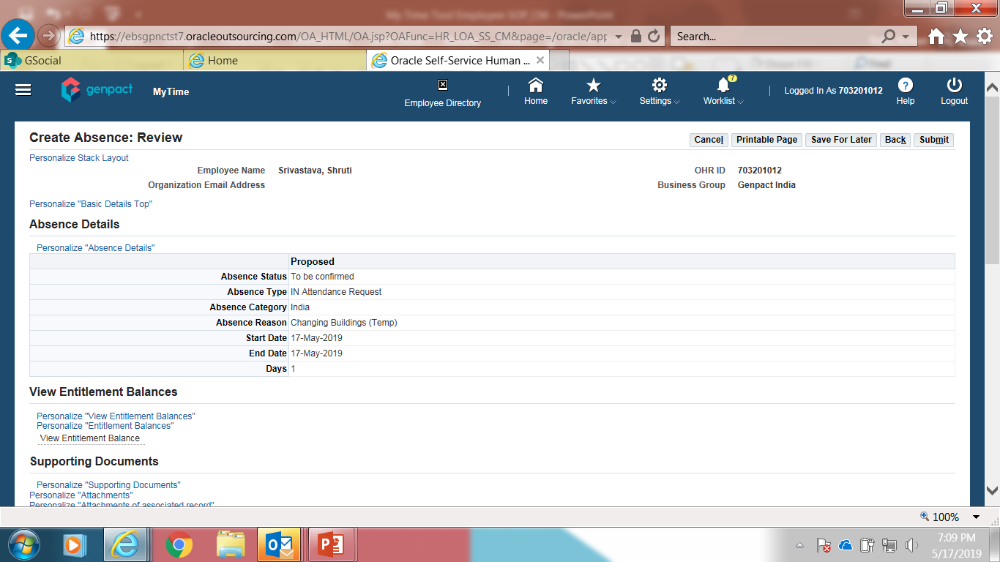 My Time Tool Employee SOP_CM - PowerPoint
https://ebsgpnctst7.oracleoutsourcing.com/OA_HTML/OA.jsp?OAFunc=HR_LOA_SS_CM&page=/oracle/app
Search...
GSocial
Home
Oracle Self-Service Human ...
genpact
MyTime
Employee Directory
Home
Favorites
Settings
7
Worklist
Logged In As 703201012
?
Help
Logout
Create Absence: Review
Cancel
Printable Page
Save For Later
Back
Submit
Personalize Stack Layout
Employee Name Srivastava, Shruti
OHR ID 703201012
Organization Email Address
Business Group Genpact India
Personalize "Basic Details Top"
Absence Details
Personalize "Absence Details"
Proposed
Absence Status To be confirmed
Absence Type IN Attendance Request
Absence Category India
Absence Reason Changing Buildings (Temp)
Start Date 17-May-2019
End Date 17-May-2019
Days 1
View Entitlement Balances
Personalize "View Entitlement Balances"
Personalize "Entitlement Balances"
View Entitlement Balance
Supporting Documents
Personalize "Supporting Documents"
Personalize "Attachments"
Personalize "Attachments of associated record"
100%
7:09 PM
5/17/2019